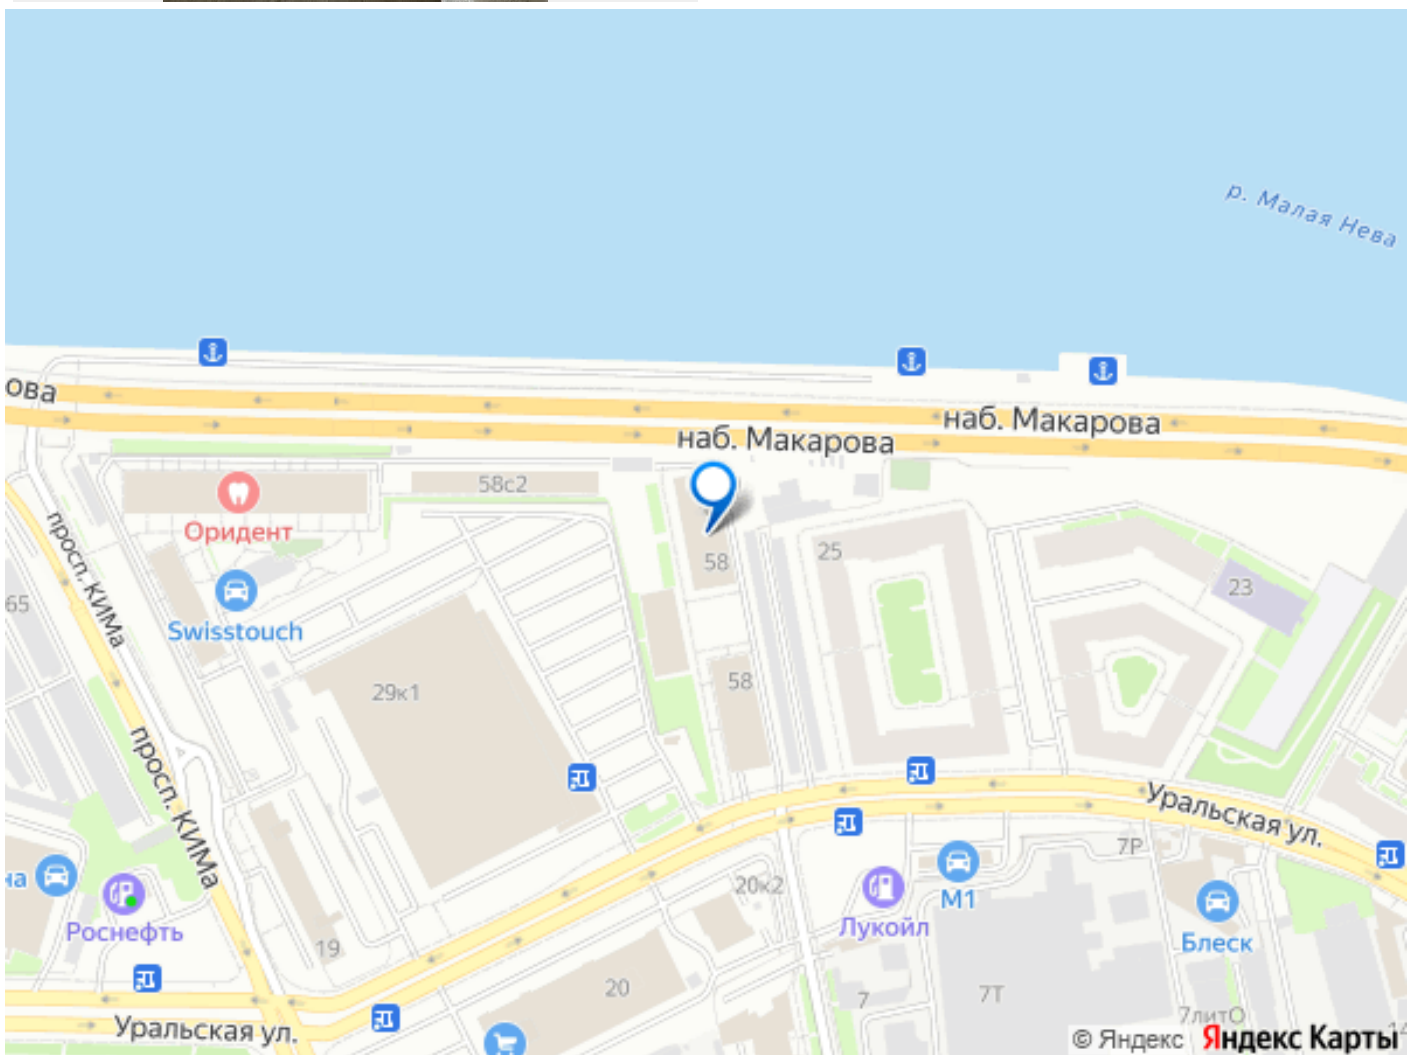 р. Малая Нева
ова
наб. Макарова
наб. Макарова
58с2
Оридент
просп. КИМа
25
58
23
65
Swisstouch
29к1
58
просп. КИМа
Уральская ул.
7Р
на
20к2
М1
Роснефть
Лукойл
Блеск
19
20
7
7Т
7литО
Уральская ул.
© Яндекс Яндекс Карты